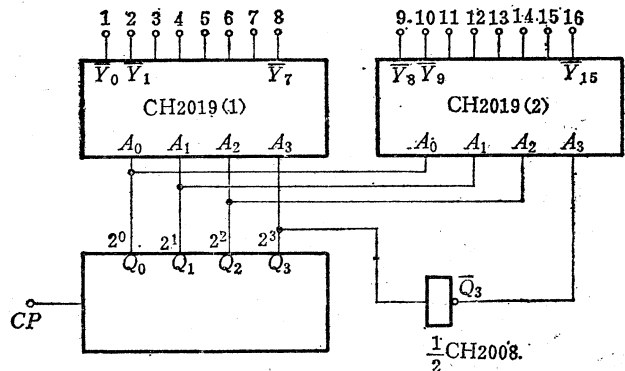 1 2 3 4 5 6 7 8
9 10 11 12 13 14 15 16
Y̅₀ Y̅₁ Y̅₇
Y̅₈ Y̅₉ Y̅₁₅
CH2019(1)
CH2019(2)
A₀ A₁ A₂ A₃
A₀ A₁ A₂ A₃
2⁰ 2¹ 2² 2³
Q₀ Q₁ Q₂ Q₃
Q̅₃
CP
½CH2008.